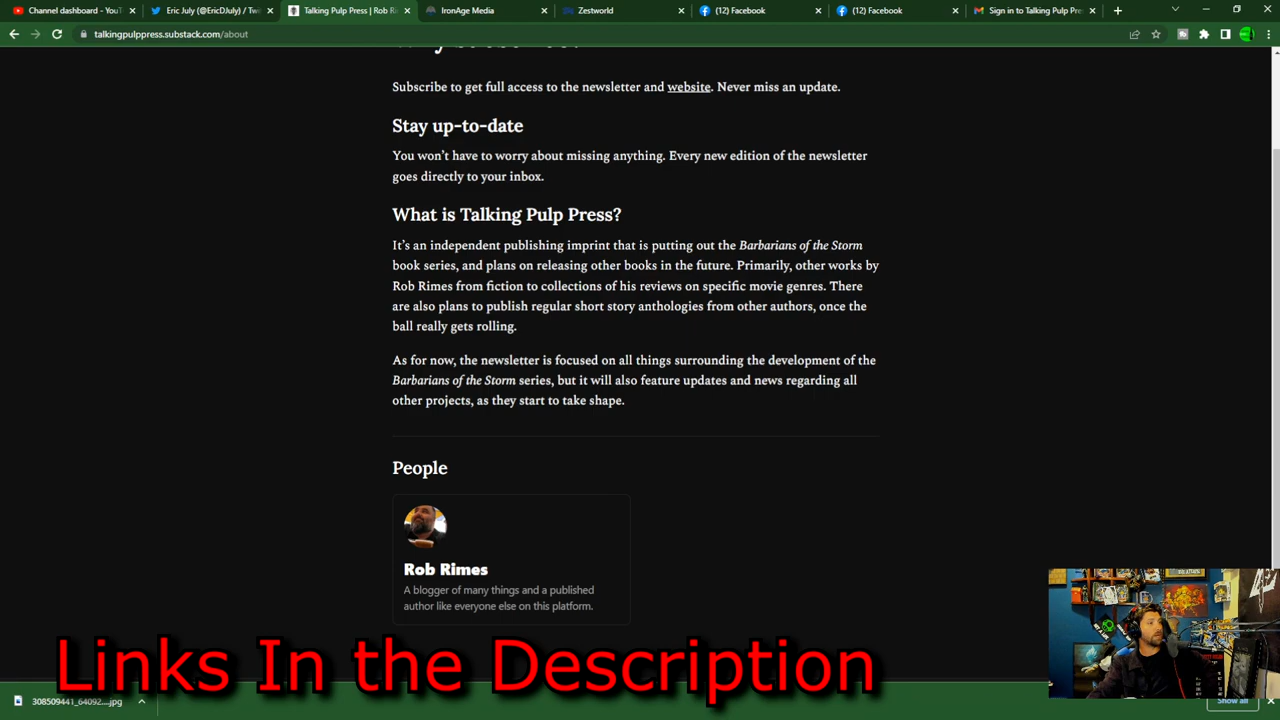 Channel dashboard - YouT
Eric July (@EricDJuly) / Twi
Talking Pulp Press | Rob R
IronAge Media
Zestworld
(12) Facebook
(12) Facebook
Sign in to Talking Pulp Pre
talkingpulppress.substack.com/about
Subscribe to get full access to the newsletter and website. Never miss an update.
Stay up-to-date
You won't have to worry about missing anything. Every new edition of the newsletter
goes directly to your inbox.
What is Talking Pulp Press?
It's an independent publishing imprint that is putting out the Barbarians of the Storm
book series, and plans on releasing other books in the future. Primarily, other works by
Rob Rimes from fiction to collections of his reviews on specific movie genres. There
are also plans to publish regular short story anthologies from other authors, once the
ball really gets rolling.
As for now, the newsletter is focused on all things surrounding the development of the
Barbarians of the Storm series, but it will also feature updates and news regarding all
other projects, as they start to take shape.
People
Rob Rimes
A blogger of many things and a published
author like everyone else on this platform.
Links In the Description
308509441_64092....jpg
Show all